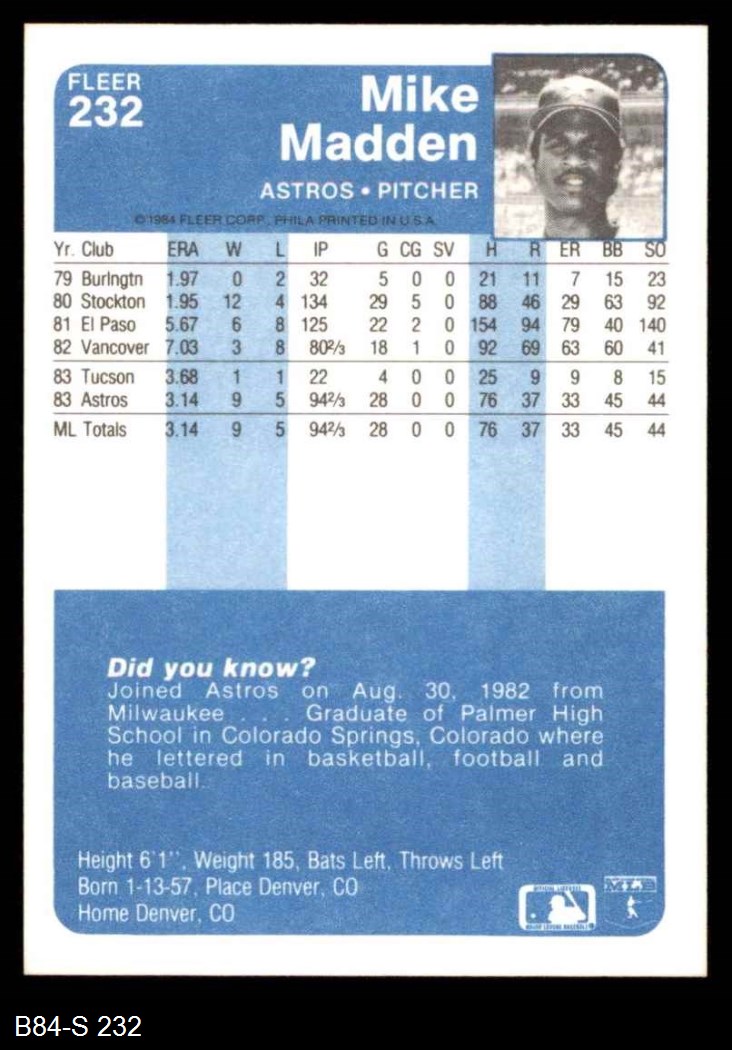 FLEER
232
Mike
Madden
ASTROS • PITCHER
© 1984 FLEER CORP., PHILA PRINTED IN U.S.A.
Yr. Club ERA W L IP G CG SV H R ER BB SO
79 Burlngtn 1.97 0 2 32 5 0 0 21 11 7 15 23
80 Stockton 1.95 12 4 134 29 5 0 88 46 29 63 92
81 El Paso 5.67 6 8 125 22 2 0 154 94 79 40 140
82 Vancover 7.03 3 8 80⅔ 18 1 0 92 69 63 60 41
83 Tucson 3.68 1 1 22 4 0 0 25 9 9 8 15
83 Astros 3.14 9 5 94⅔ 28 0 0 76 37 33 45 44
ML Totals 3.14 9 5 94⅔ 28 0 0 76 37 33 45 44
Did you know?
Joined Astros on Aug. 30, 1982 from
Milwaukee . . . Graduate of Palmer High
School in Colorado Springs, Colorado where
he lettered in basketball, football and
baseball.
Height 6'1'', Weight 185, Bats Left, Throws Left
Born 1-13-57, Place Denver, CO
Home Denver, CO
B84-S 232